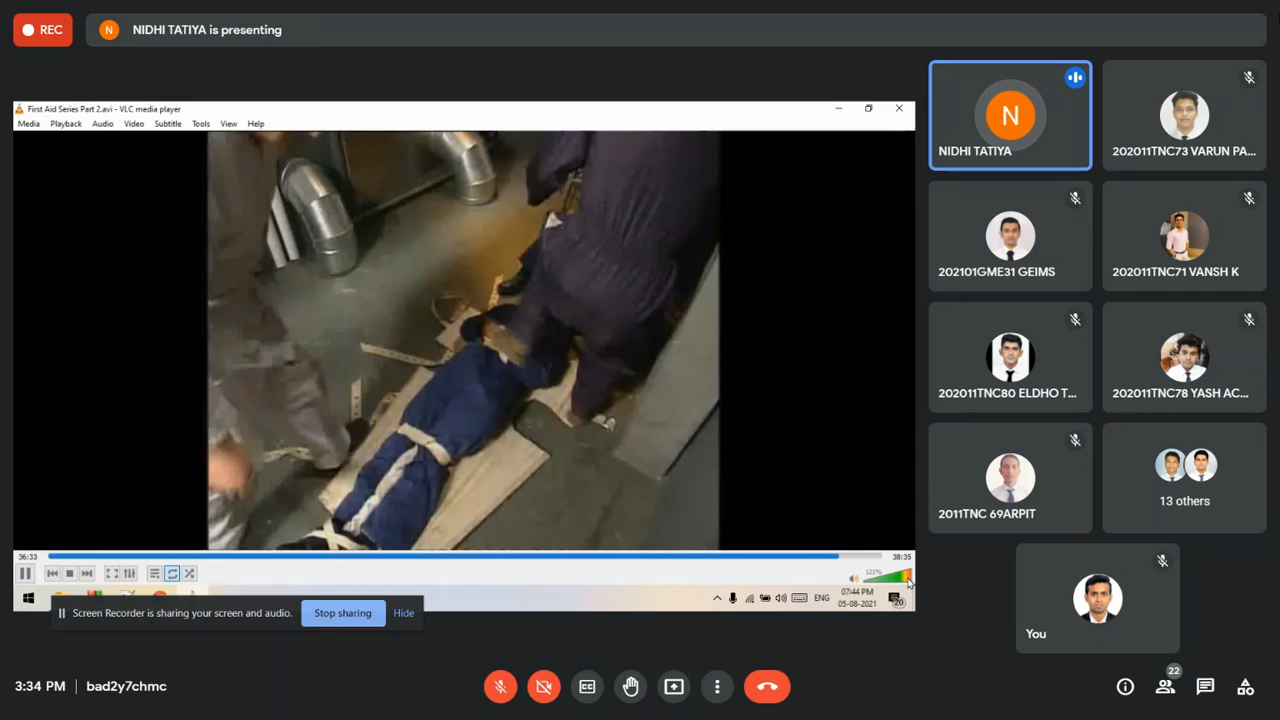 REC
N
NIDHI TATIYA is presenting
First Aid Series Part 2.avi - VLC media player
Media Playback Audio Video Subtitle Tools View Help
36:33
38:35
121%
07:44 PM
ENG
05-08-2021
20
Screen Recorder is sharing your screen and audio.
Stop sharing
Hide
N
NIDHI TATIYA
202011TNC73 VARUN PA...
202101GME31 GEIMS
202011TNC71 VANSH K
202011TNC80 ELDHO T...
202011TNC78 YASH AC...
2011TNC 69ARPIT
13 others
You
3:34 PM
bad2y7chmc
CC
22